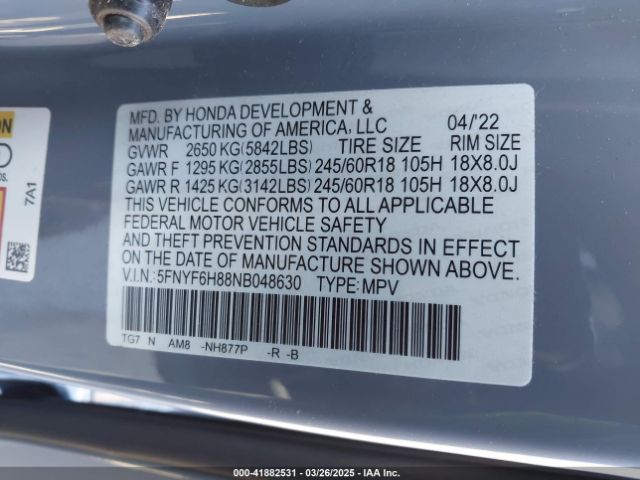 MFD. BY HONDA DEVELOPMENT &
MANUFACTURING OF AMERICA, LLC 04/'22
GVWR 2650 KG(5842LBS) TIRE SIZE RIM SIZE
GAWR F 1295 KG(2855LBS) 245/60R18 105H 18X8.0J
GAWR R 1425 KG(3142LBS) 245/60R18 105H 18X8.0J
THIS VEHICLE CONFORMS TO ALL APPLICABLE
FEDERAL MOTOR VEHICLE SAFETY
AND THEFT PREVENTION STANDARDS IN EFFECT
ON THE DATE OF MANUFACTURE SHOWN ABOVE.
V.I.N.:5FNYF6H88NB048630 TYPE:MPV
TG7 N AM8 -NH877P -R -B
7A1
000-41882531 - 03/26/2025 - IAA Inc.